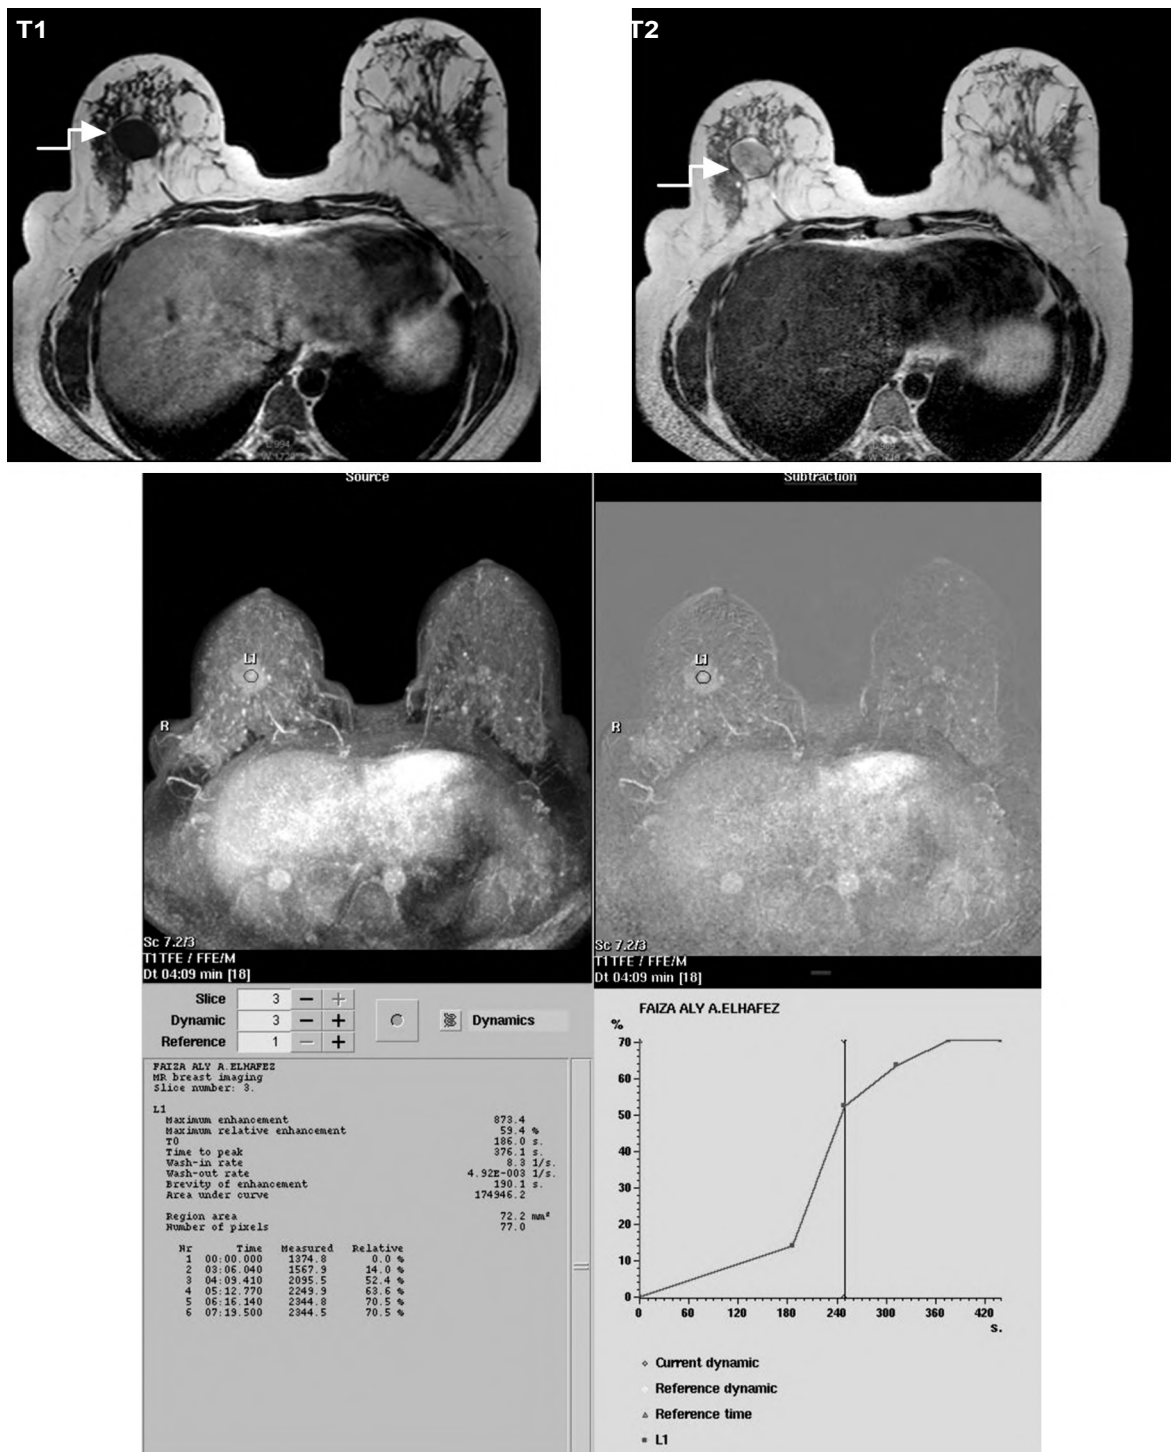 T1
T2
Source
Subtraction
L1
L1
R
R
Sc 7.2/3
T1 TFE / FFE/M
Dt 04:09 min [18]
Sc 7.2/3
T1 TFE / FFE/M
Dt 04:09 min [18]
Slice 3 − +
Dynamic 3 − +
Reference 1 − +
Dynamics
FAIZA ALY A.ELHAFEZ
MR breast imaging
Slice number: 3.
L1
Maximum enhancement 873.4
Maximum relative enhancement 59.4 %
T0 186.0 s.
Time to peak 376.1 s.
Wash-in rate 8.3 1/s.
Wash-out rate 4.92E-003 1/s.
Brevity of enhancement 190.1 s.
Area under curve 174946.2
Region area 72.2 mm²
Number of pixels 77.0
Nr Time Measured Relative
1 00:00.000 1374.8 0.0 %
2 03:06.040 1567.9 14.0 %
3 04:09.410 2095.5 52.4 %
4 05:12.770 2249.9 63.6 %
5 06:16.140 2344.8 70.5 %
6 07:19.500 2344.5 70.5 %
FAIZA ALY A.ELHAFEZ
%
70
60
50
40
30
20
10
0
0 60 120 180 240 300 360 420
s.
Current dynamic
Reference dynamic
Reference time
L1